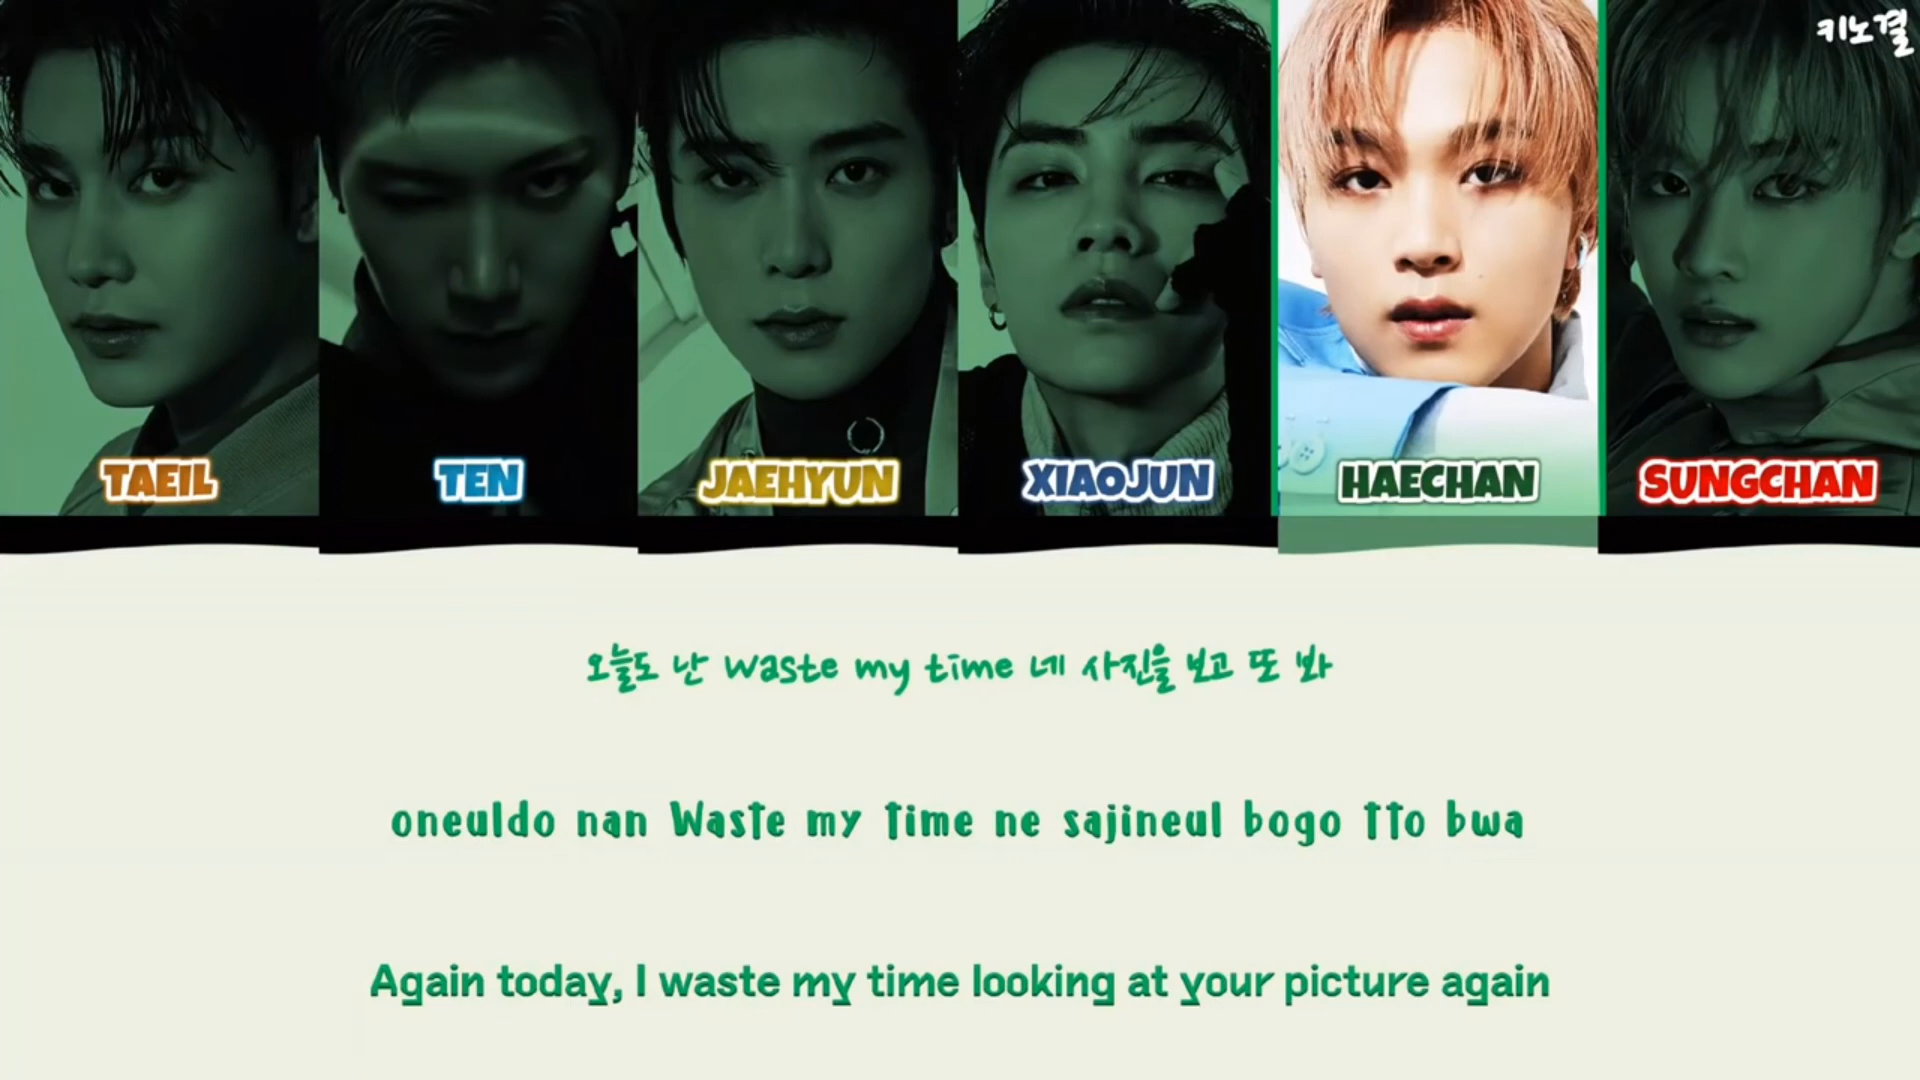 키노결
TAEIL
TEN
JAEHYUN
XIAOJUN
HAECHAN
SUNGCHAN
오늘도 난 waste my time 네 사진을 보고 또 봐
oneuldo nan Waste my time ne sajineul bogo tto bwa
Again today, I waste my time looking at your picture again